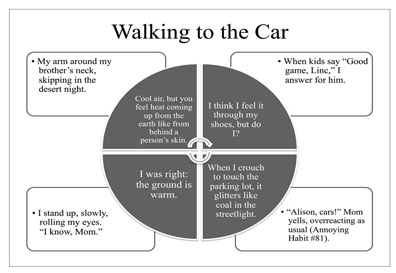 Walking to the Car
• My arm around my
brother's neck,
skipping in the
desert night.
• When kids say “Good
game, Linc,” I
answer for him.
Cool air, but you
feel heat coming
up from the
earth like from
behind a
person's skin.
I think I feel it
through my
shoes, but do
I?
I was right:
the ground is
warm.
When I crouch
to touch the
parking lot, it
glitters like
coal in the
streetlight.
• I stand up, slowly,
rolling my eyes.
“I know, Mom.”
• “Alison, cars!” Mom
yells, overreacting as
usual (Annoying
Habit #81).